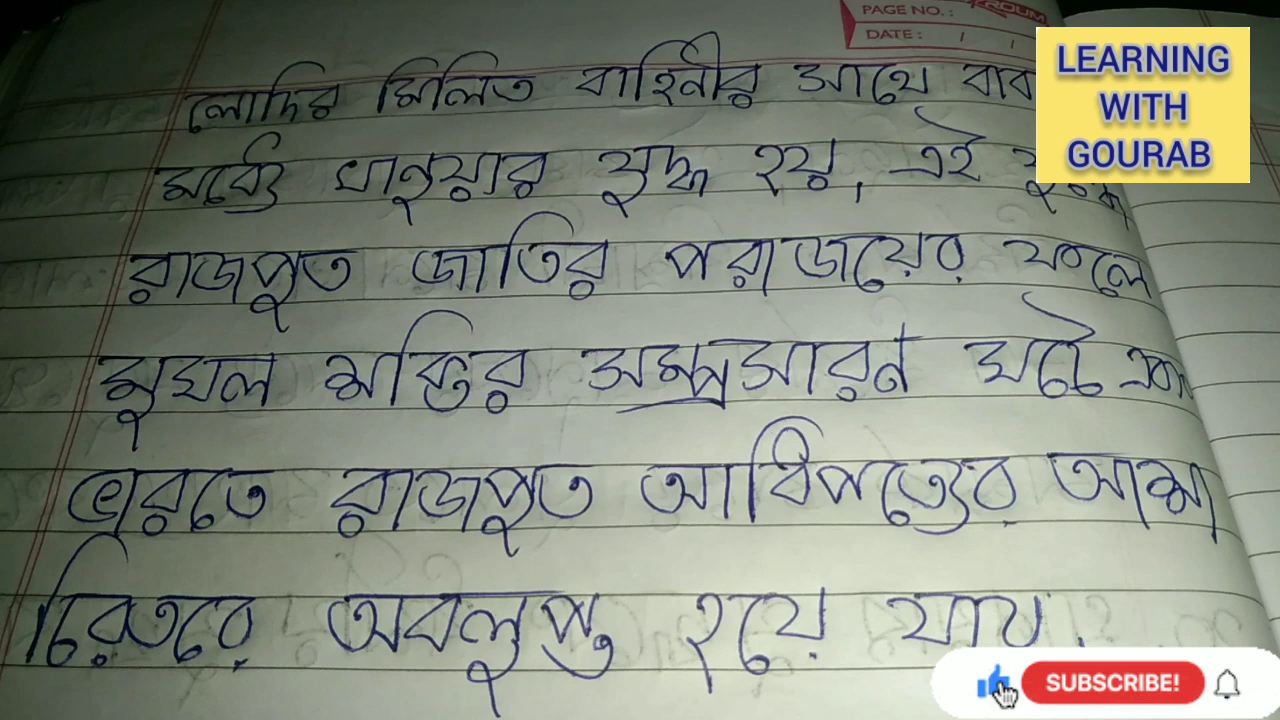 PAGE NO.:
DATE: / /
LEARNING
WITH
GOURAB
লোদির মিলিত বাহিনীর সাথে বাব
মধ্যে খানুয়ার যুদ্ধ হয়, এই
রাজপুত জাতির পরাজয়ের ফলে
মুঘল শক্তির সম্প্রসারণ ঘটে এবং
ভারতে রাজপুত আধিপত্যের আশা
চিরতরে অবলুপ্ত হয়ে যায়.
SUBSCRIBE!